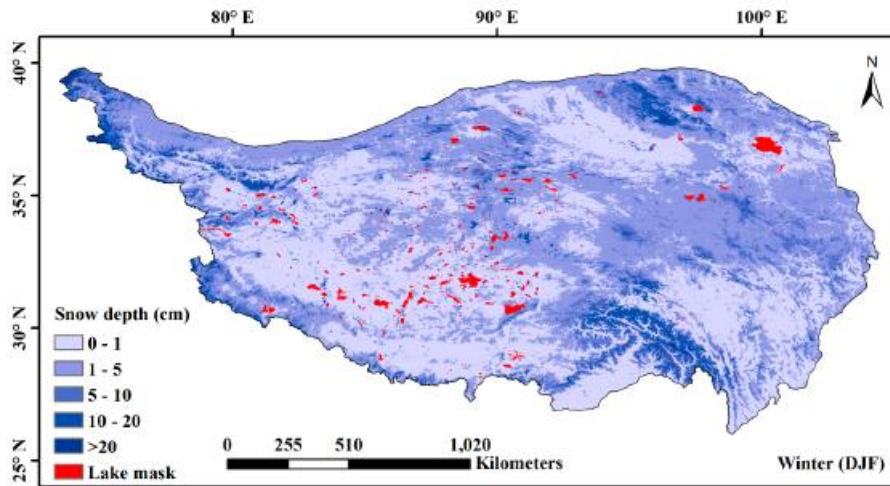 80° E 90° E 100° E
40° N
N
35° N
30° N
25° N
Snow depth (cm)
0 - 1
1 - 5
5 - 10
10 - 20
>20
Lake mask
0 255 510 1,020
Kilometers
Winter (DJF)